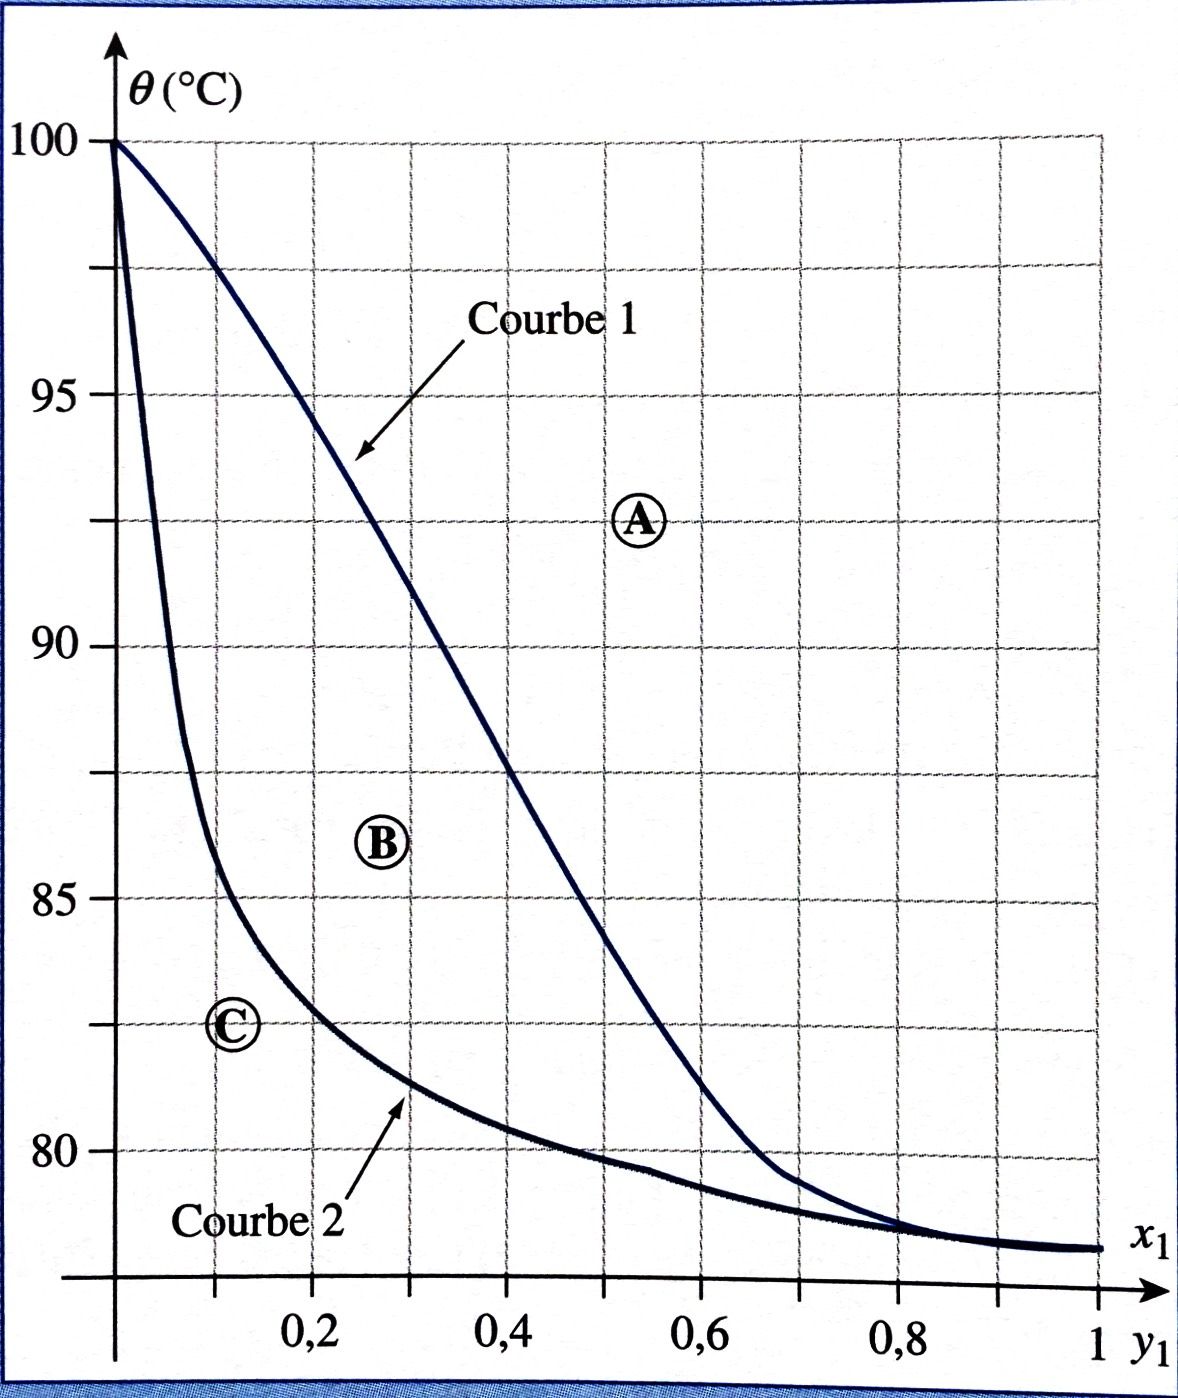 θ (°C)
100
Courbe 1
95
A
90
B
85
C
80
Courbe 2
x₁
0,2 0,4 0,6 0,8 1 y₁